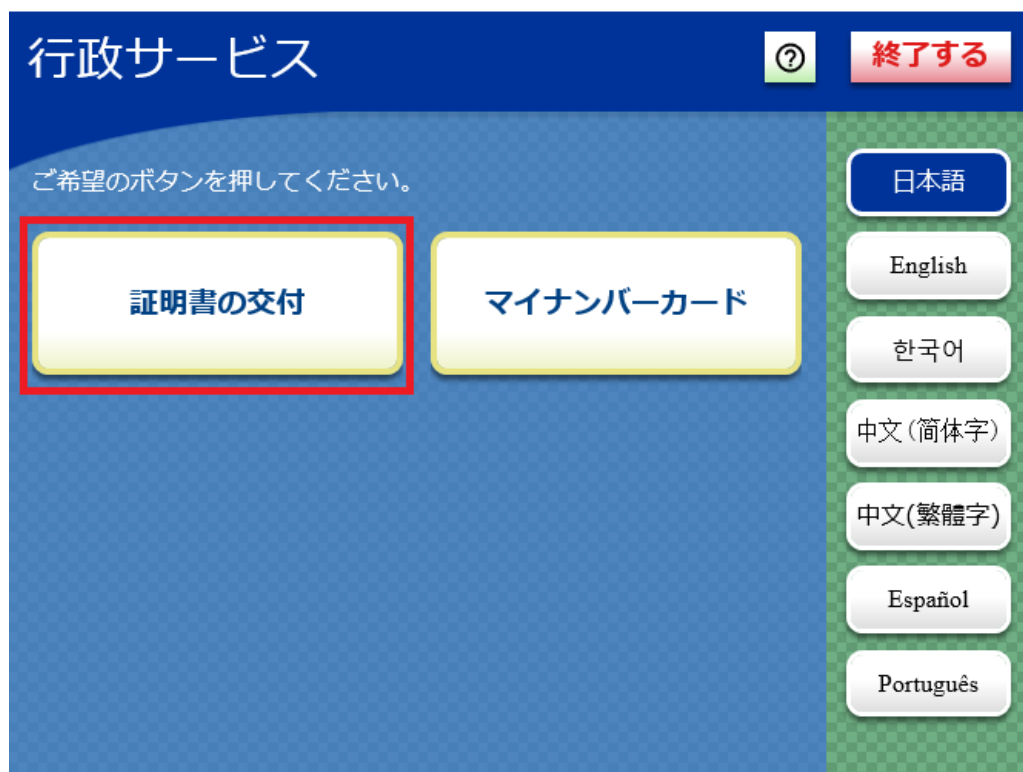 行政サービス
?
終了する
ご希望のボタンを押してください。
証明書の交付
マイナンバーカード
日本語
English
한국어
中文(简体字)
中文(繁體字)
Español
Português